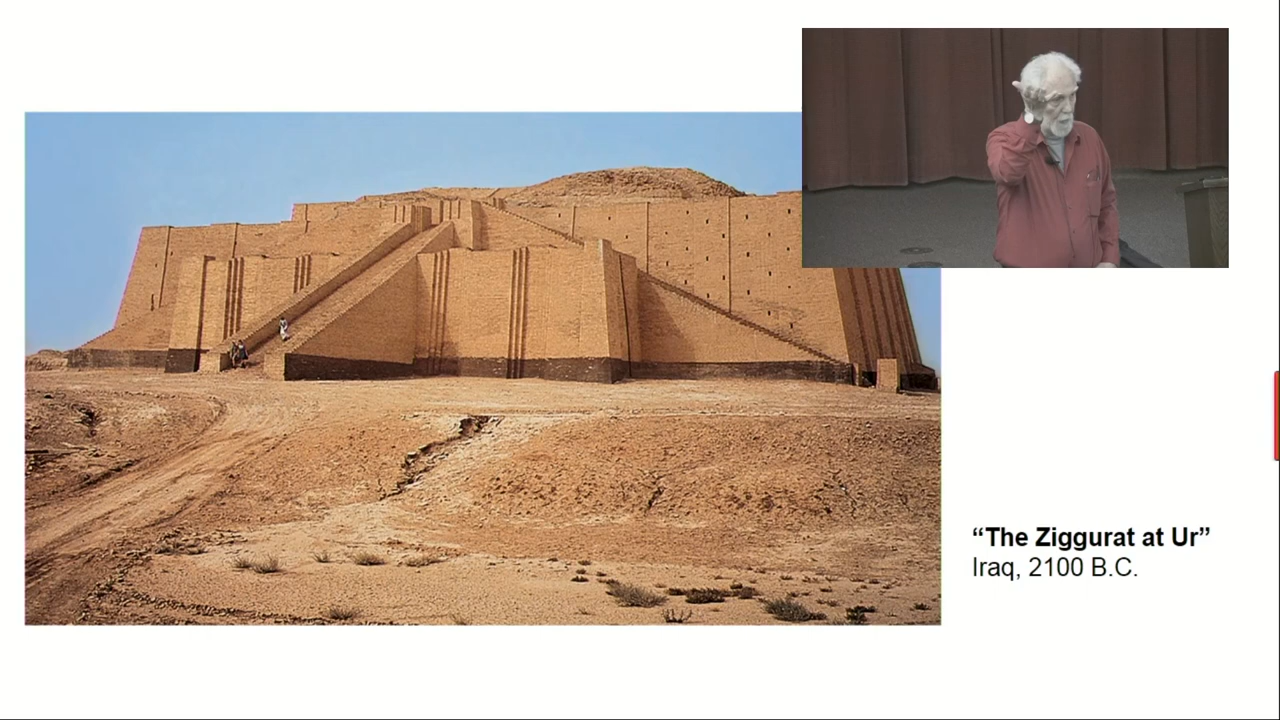 “The Ziggurat at Ur”
Iraq, 2100 B.C.